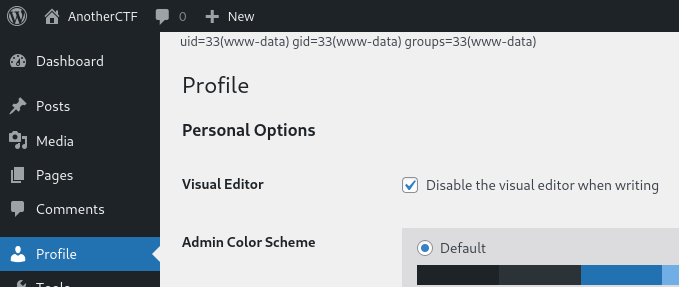 AnotherCTF 0 + New
uid=33(www-data) gid=33(www-data) groups=33(www-data)
Dashboard
Profile
Posts
Personal Options
Media
Pages
Visual Editor Disable the visual editor when writing
Comments
Admin Color Scheme Default
Profile